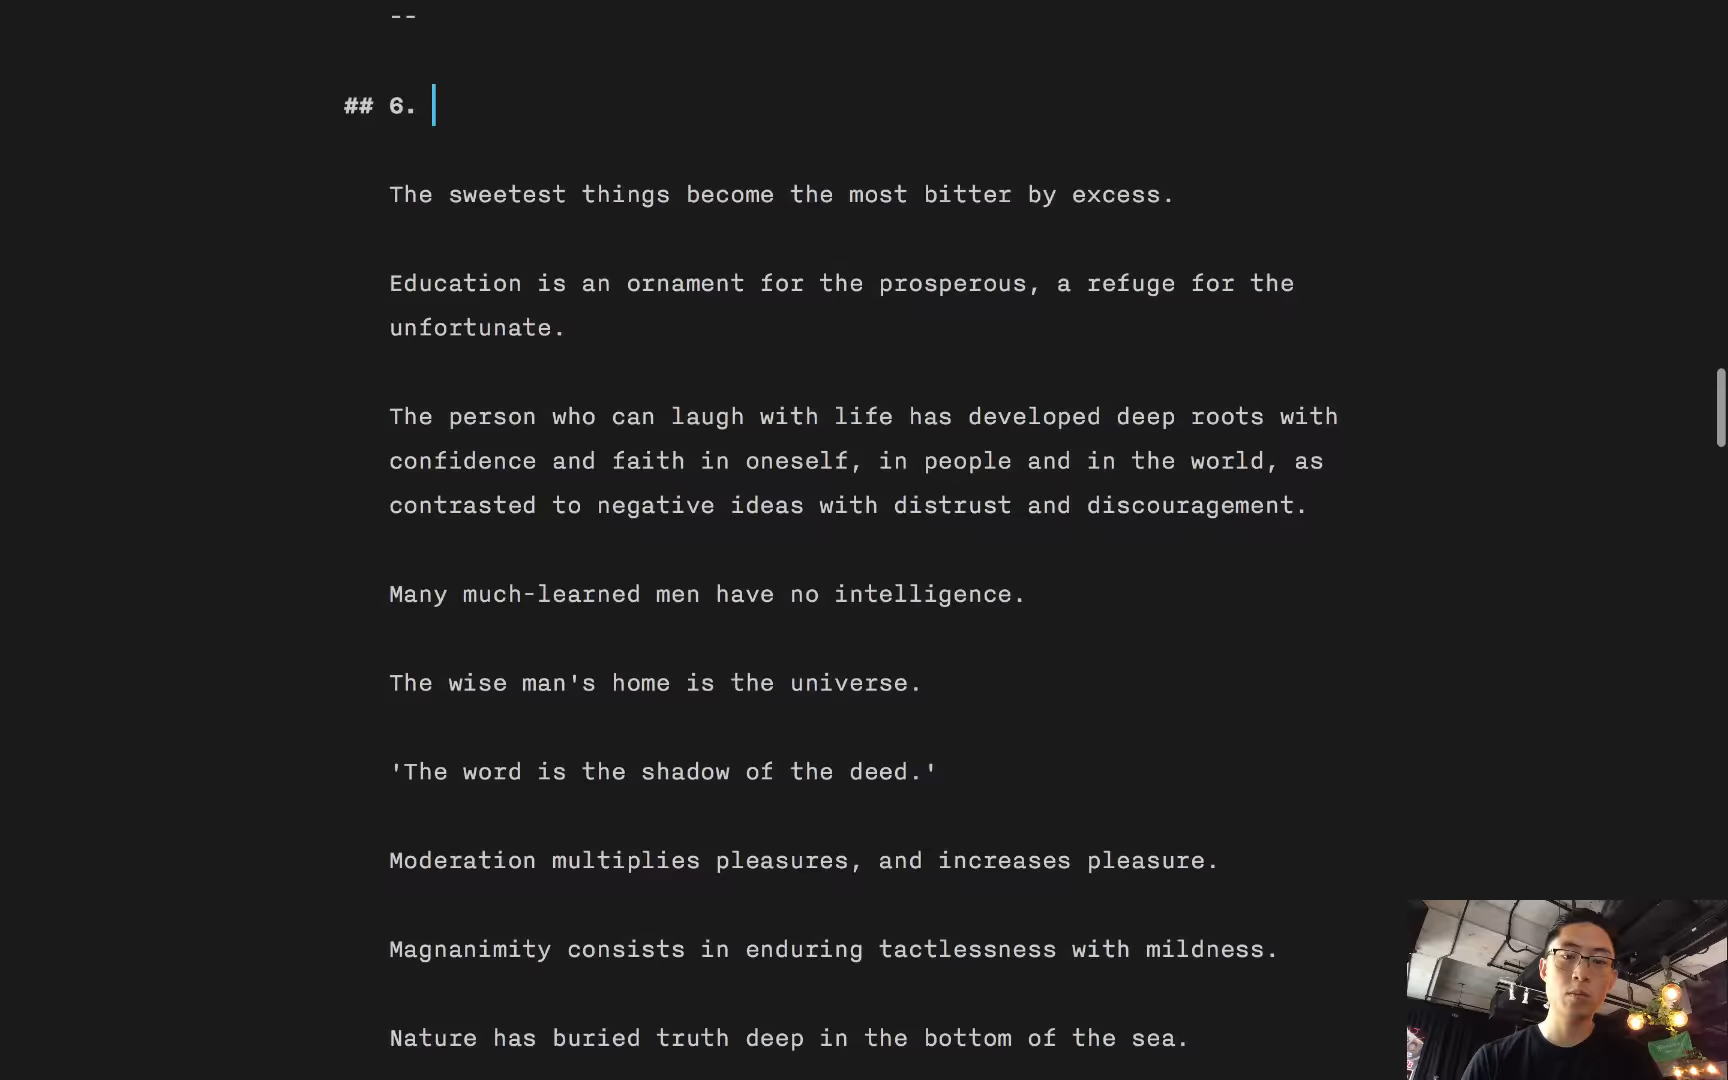 --
## 6.
The sweetest things become the most bitter by excess.
Education is an ornament for the prosperous, a refuge for the
unfortunate.
The person who can laugh with life has developed deep roots with
confidence and faith in oneself, in people and in the world, as
contrasted to negative ideas with distrust and discouragement.
Many much-learned men have no intelligence.
The wise man's home is the universe.
'The word is the shadow of the deed.'
Moderation multiplies pleasures, and increases pleasure.
Magnanimity consists in enduring tactlessness with mildness.
Nature has buried truth deep in the bottom of the sea.